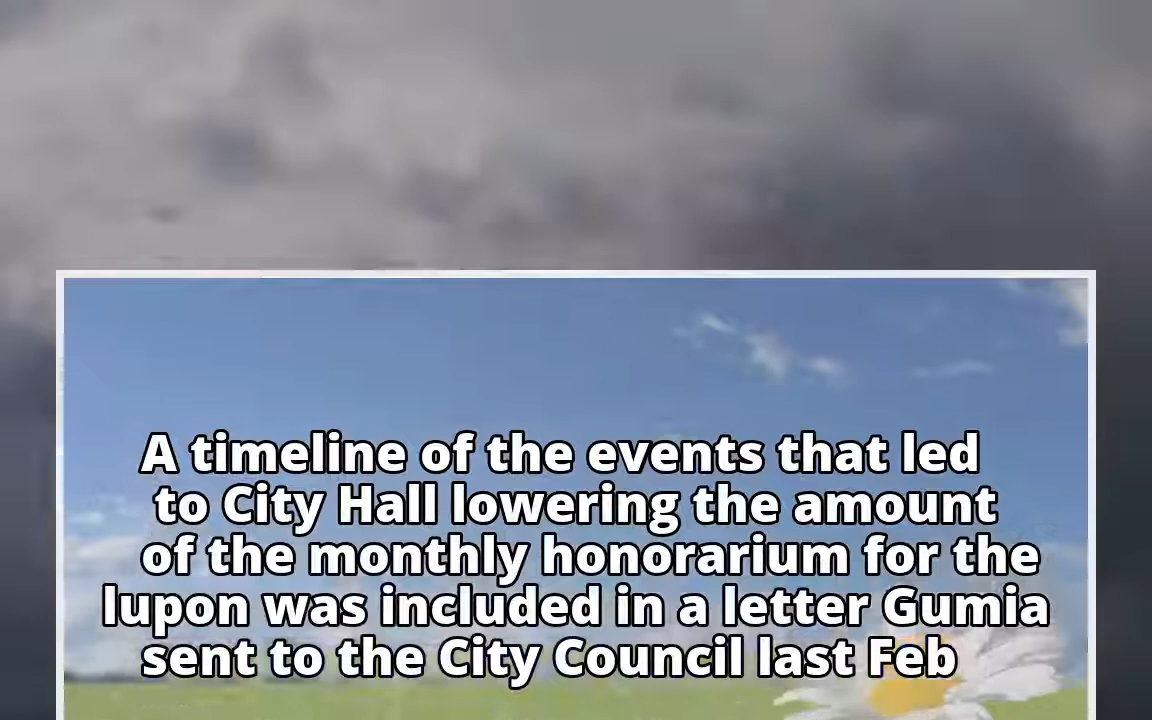 A timeline of the events that led
to City Hall lowering the amount
of the monthly honorarium for the
lupon was included in a letter Gumia
sent to the City Council last Feb